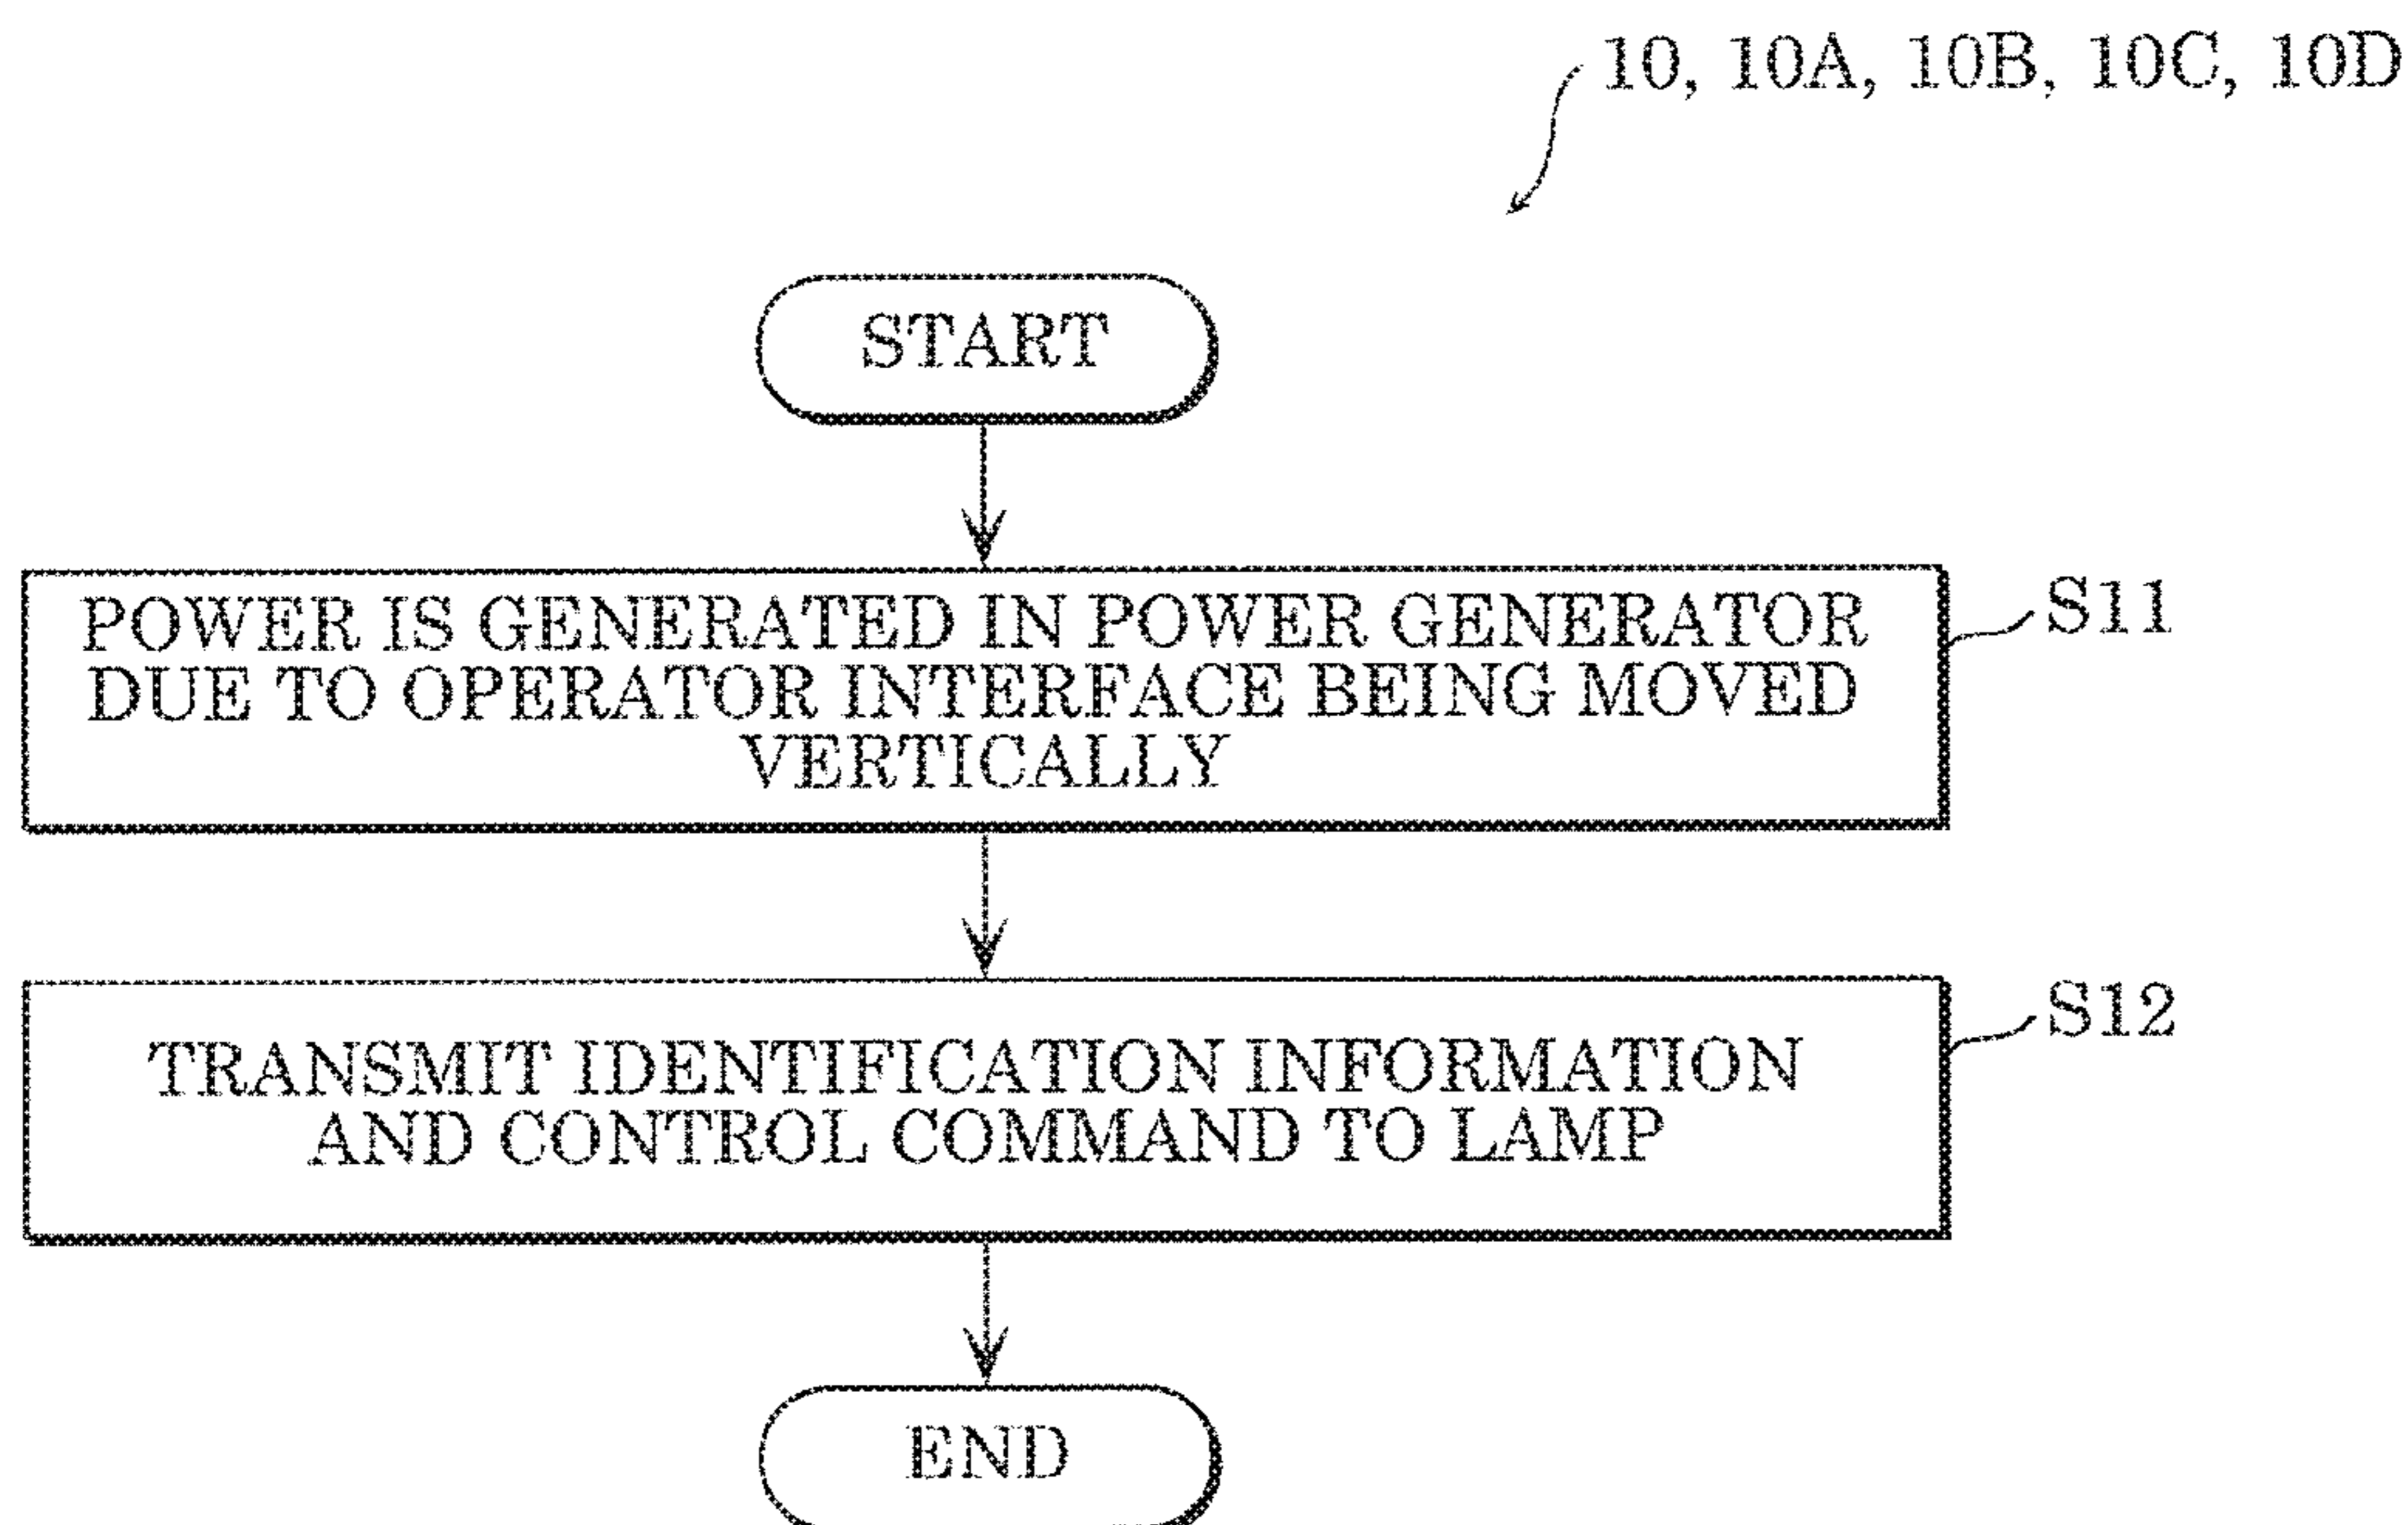 10, 10A, 10B, 10C, 10D
START
POWER IS GENERATED IN POWER GENERATOR
DUE TO OPERATOR INTERFACE BEING MOVED
VERTICALLY
S11
TRANSMIT IDENTIFICATION INFORMATION
AND CONTROL COMMAND TO LAMP
S12
END